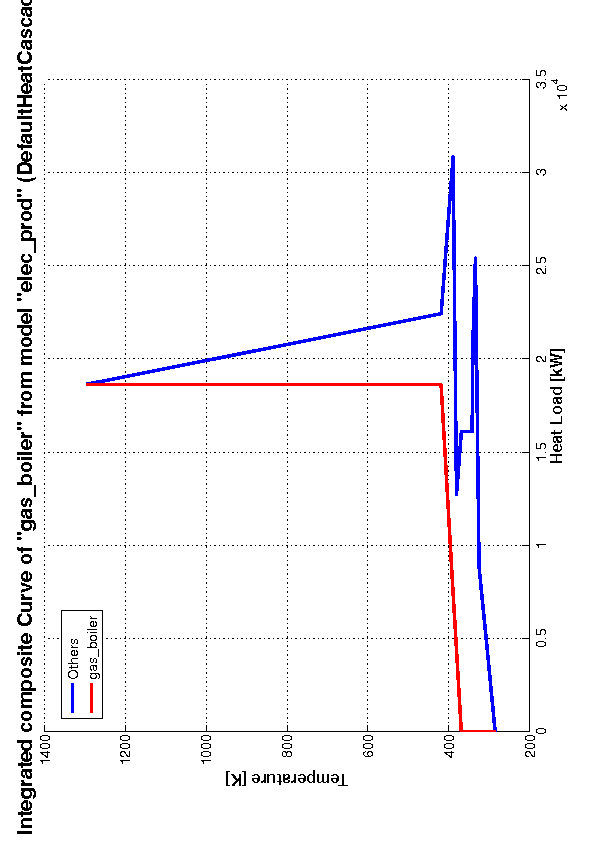 Integrated composite Curve of "gas_boiler" from model "elec_prod" (DefaultHeatCascad
Others
gas_boiler
Temperature [K]
1400
1200
1000
800
600
400
200
0
0.5
1
1.5
2
2.5
3
3.5
x 10^4
Heat Load [kW]